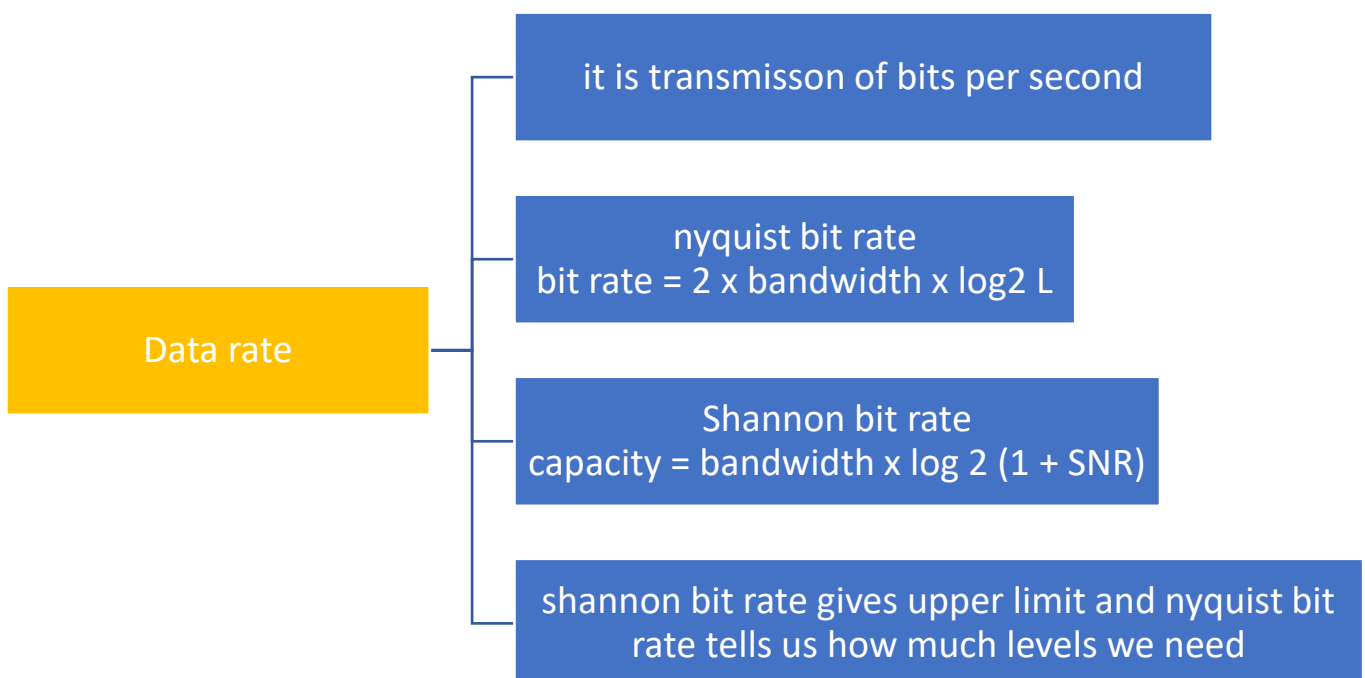 it is transmisson of bits per second
nyquist bit rate
bit rate = 2 x bandwidth x log2 L
Data rate
Shannon bit rate
capacity = bandwidth x log 2 (1 + SNR)
shannon bit rate gives upper limit and nyquist bit
rate tells us how much levels we need